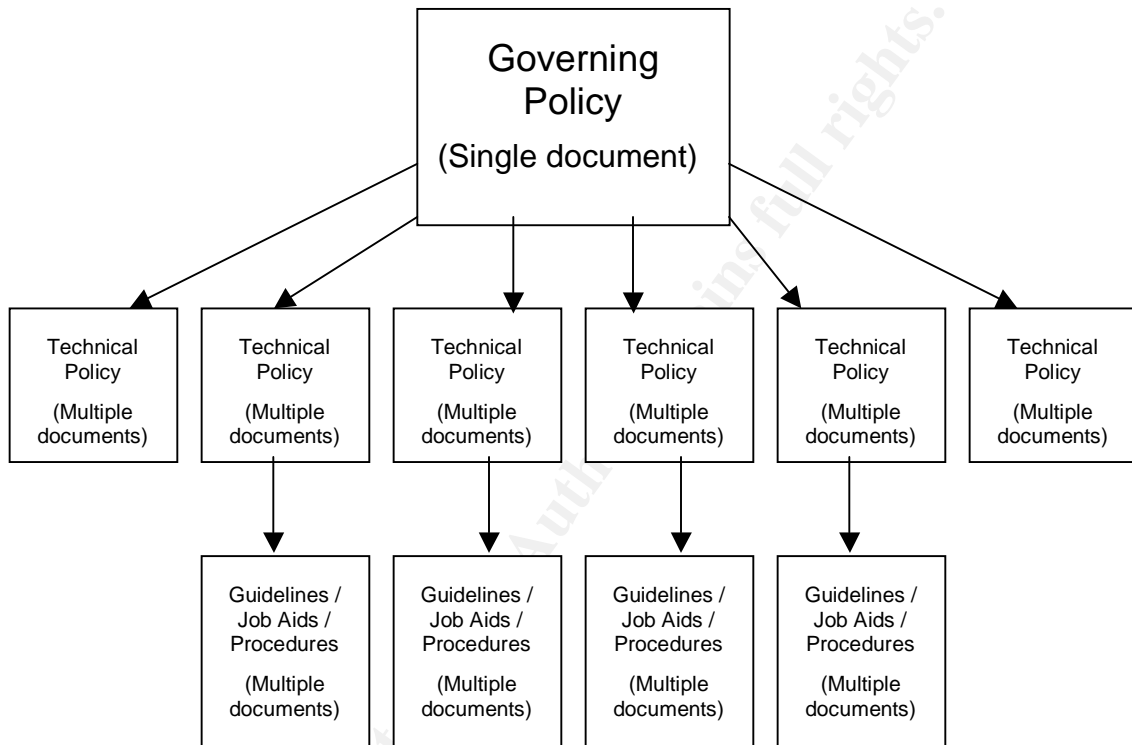 Governing
Policy
(Single document)
Technical
Policy
(Multiple
documents)
Technical
Policy
(Multiple
documents)
Technical
Policy
(Multiple
documents)
Technical
Policy
(Multiple
documents)
Technical
Policy
(Multiple
documents)
Technical
Policy
(Multiple
documents)
Guidelines /
Job Aids /
Procedures
(Multiple
documents)
Guidelines /
Job Aids /
Procedures
(Multiple
documents)
Guidelines /
Job Aids /
Procedures
(Multiple
documents)
Guidelines /
Job Aids /
Procedures
(Multiple
documents)
full rights.